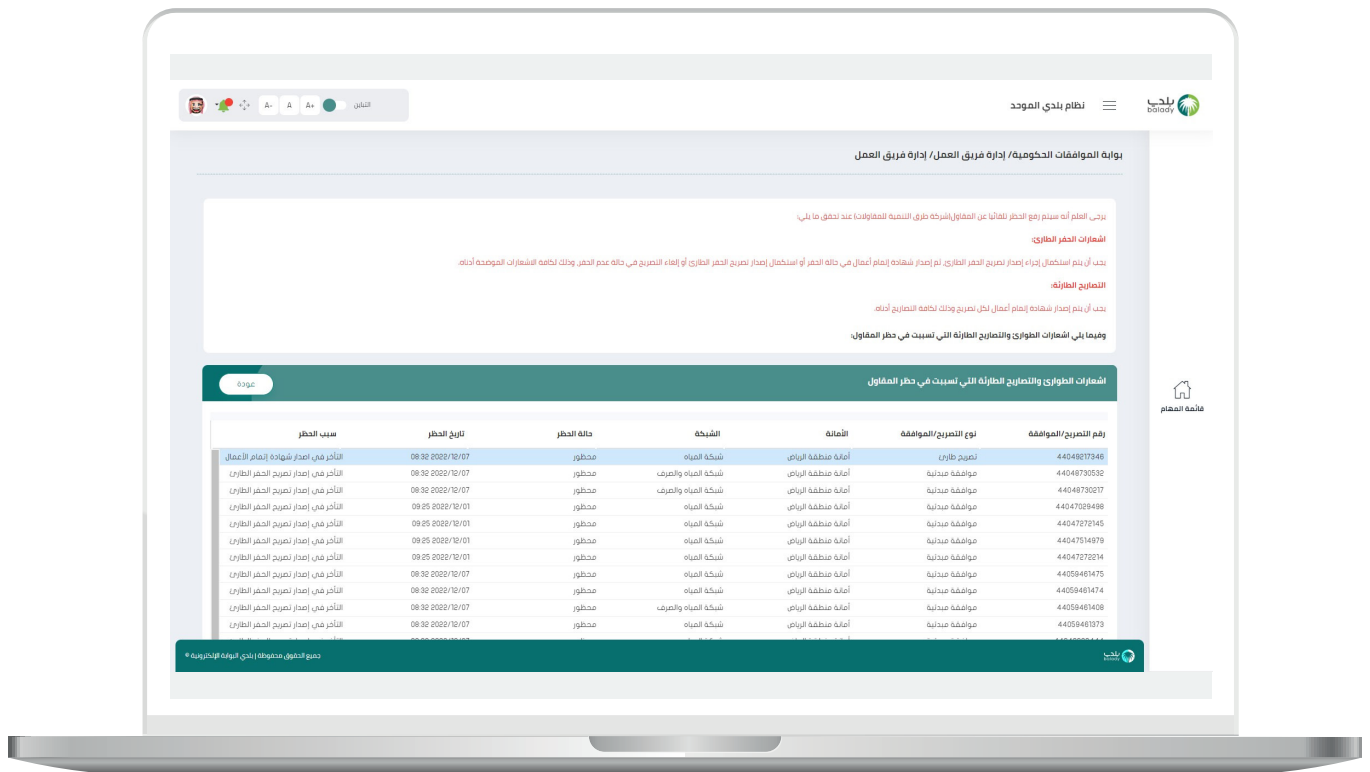 بلدي
balady
نظام بلدي الموحد
التباين A+ A A-
بوابة الموافقات الحكومية/ إدارة فريق العمل/ إدارة فريق العمل
يرجى العلم أنه سيتم رفع الحظر تلقائيا عن المقاول(شركة طرق التنمية للمقاولات) عند تحقق ما يلي:
اشعارات الحفر الطارئ:
يجب أن يتم استكمال إجراء إصدار تصريح الحفر الطارئ، ثم إصدار شهادة إتمام أعمال في حالة الحفر أو استكمال إصدار تصريح الحفر الطارئ أو إلغاء التصريح في حالة عدم الحفر، وذلك لكافة الاشعارات الموضحة أدناه.
التصاريح الطارئة:
يجب أن يتم إصدار شهادة إتمام أعمال لكل تصريح وذلك لكافة التصاريح أدناه.
وفيما يلي اشعارات الطوارئ والتصاريح الطارئة التي تسببت في حظر المقاول:
اشعارات الطوارئ والتصاريح الطارئة التي تسببت في حظر المقاول
عودة
قائمة المهام
رقم التصريح/الموافقة نوع التصريح/الموافقة الأمانة الشبكة حالة الحظر تاريخ الحظر سبب الحظر
44049217346 تصريح طارئ أمانة منطقة الرياض شبكة المياه محظور 08:32 2022/12/07 التأخر في اصدار شهادة إتمام الأعمال
44048730532 موافقة مبدئية أمانة منطقة الرياض شبكة المياه والصرف محظور 08:32 2022/12/07 التأخر في إصدار تصريح الحفر الطارئ
44048730217 موافقة مبدئية أمانة منطقة الرياض شبكة المياه والصرف محظور 08:32 2022/12/07 التأخر في إصدار تصريح الحفر الطارئ
44047029498 موافقة مبدئية أمانة منطقة الرياض شبكة المياه محظور 09:25 2022/12/01 التأخر في إصدار تصريح الحفر الطارئ
44047272145 موافقة مبدئية أمانة منطقة الرياض شبكة المياه محظور 09:25 2022/12/01 التأخر في إصدار تصريح الحفر الطارئ
44047514979 موافقة مبدئية أمانة منطقة الرياض شبكة المياه محظور 09:25 2022/12/01 التأخر في إصدار تصريح الحفر الطارئ
44047272214 موافقة مبدئية أمانة منطقة الرياض شبكة المياه محظور 09:25 2022/12/01 التأخر في إصدار تصريح الحفر الطارئ
44059461475 موافقة مبدئية أمانة منطقة الرياض شبكة المياه محظور 08:32 2022/12/07 التأخر في إصدار تصريح الحفر الطارئ
44059461474 موافقة مبدئية أمانة منطقة الرياض شبكة المياه محظور 08:32 2022/12/07 التأخر في إصدار تصريح الحفر الطارئ
44059461408 موافقة مبدئية أمانة منطقة الرياض شبكة المياه والصرف محظور 08:32 2022/12/07 التأخر في إصدار تصريح الحفر الطارئ
44059461373 موافقة مبدئية أمانة منطقة الرياض شبكة المياه محظور 08:32 2022/12/07 التأخر في إصدار تصريح الحفر الطارئ
بلدي
balady
جميع الحقوق محفوظة | بلدي البوابة الإلكترونية ©